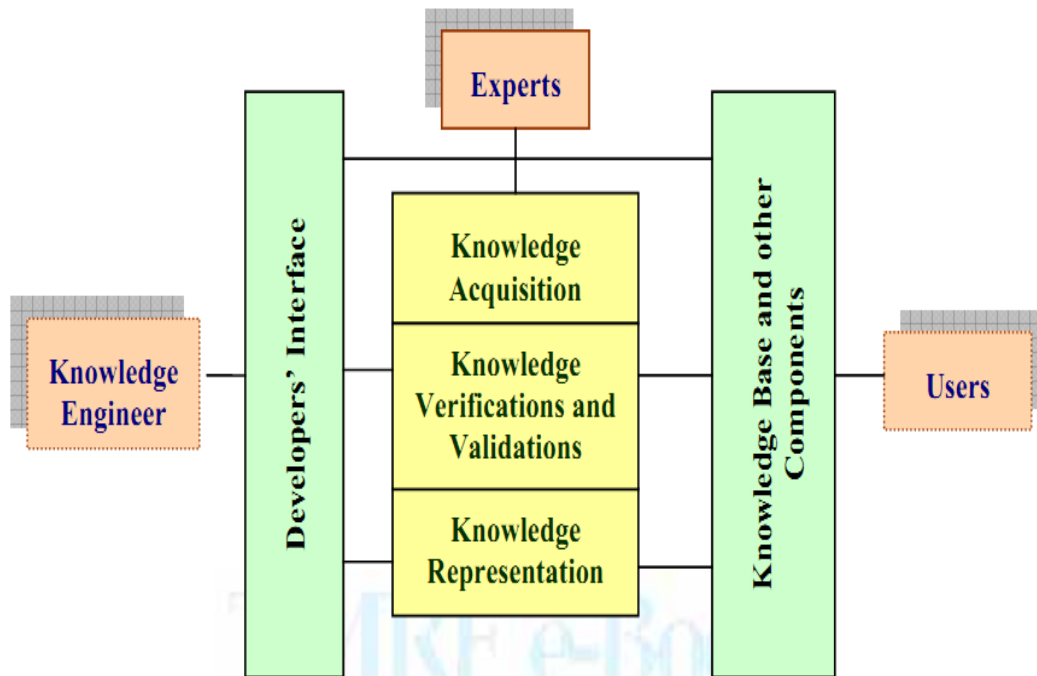 Experts
Developers' Interface
Knowledge Base and other
Components
Knowledge
Acquisition
Knowledge
Engineer
Knowledge
Verifications and
Validations
Users
Knowledge
Representation